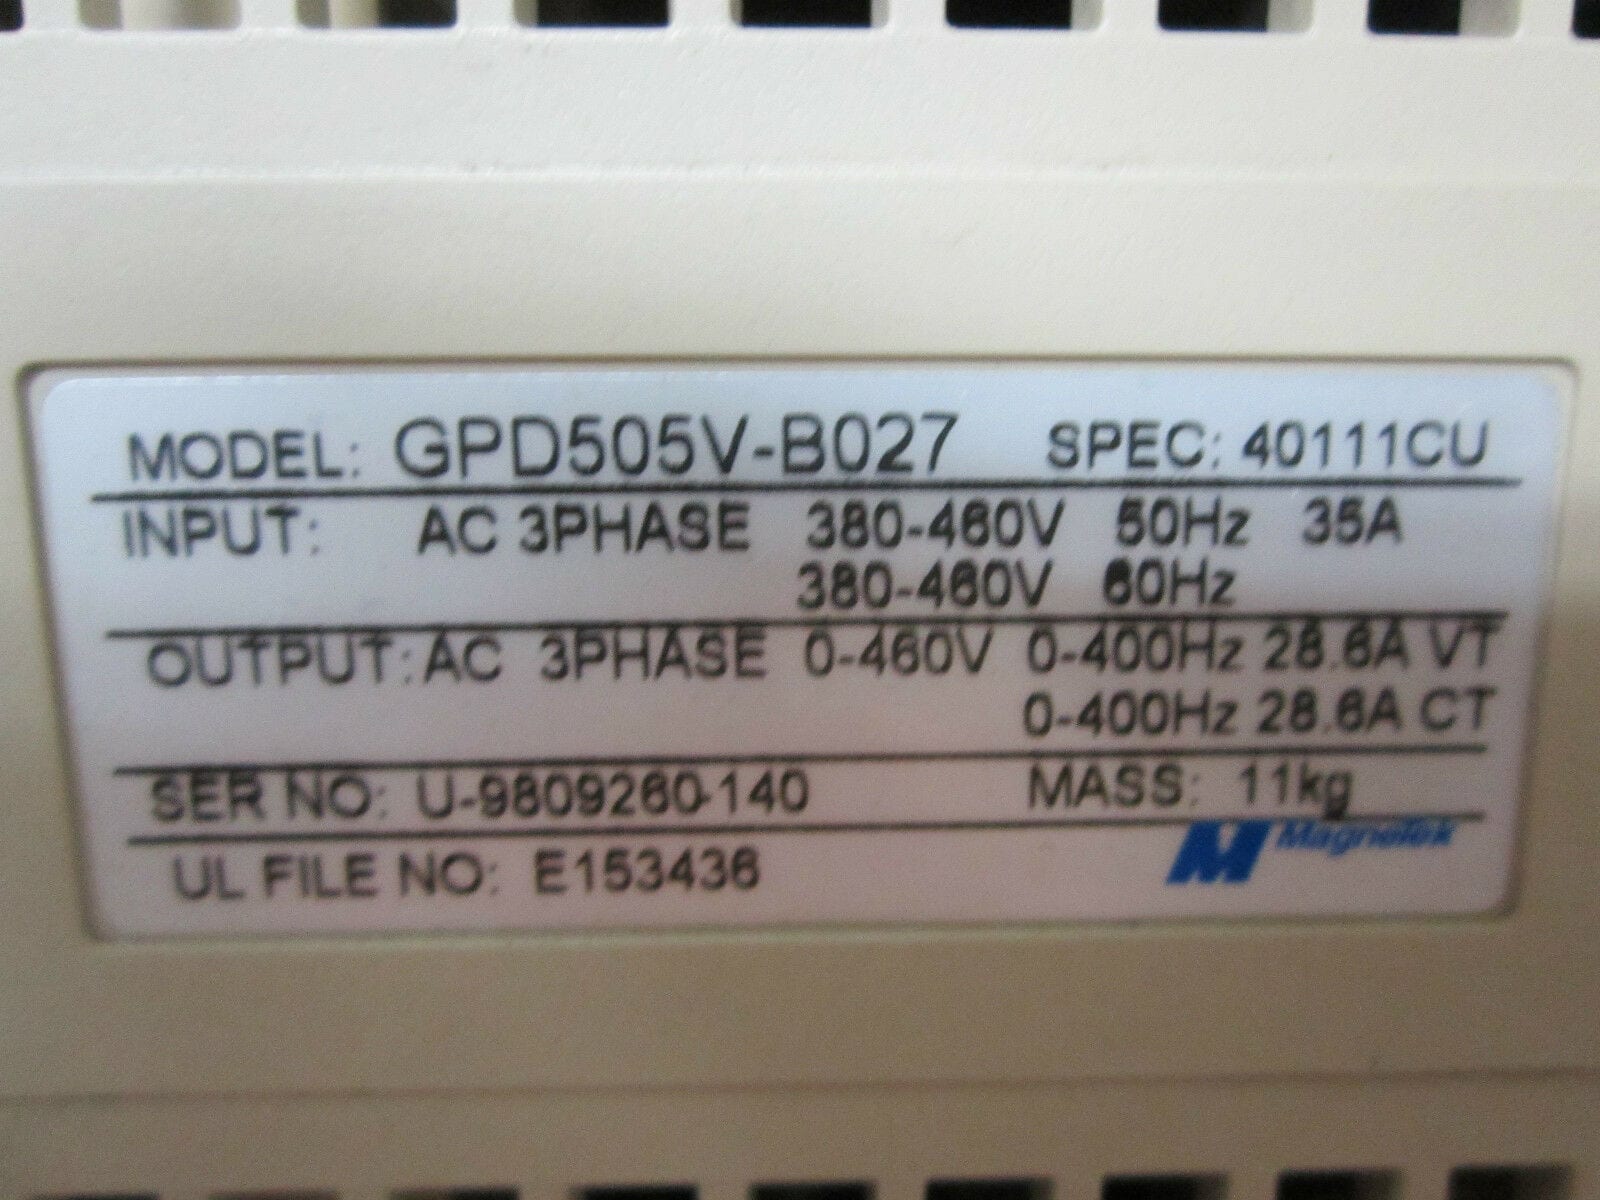 MODEL: GPD505V-B027 SPEC: 40111CU
INPUT: AC 3PHASE 380-460V 50Hz 35A
380-460V 60Hz
OUTPUT: AC 3PHASE 0-460V 0-400Hz 28.6A VT
0-400Hz 28.6A CT
SER NO: U-9809260-140 MASS: 11kg
MagneTek
UL FILE NO: E153436